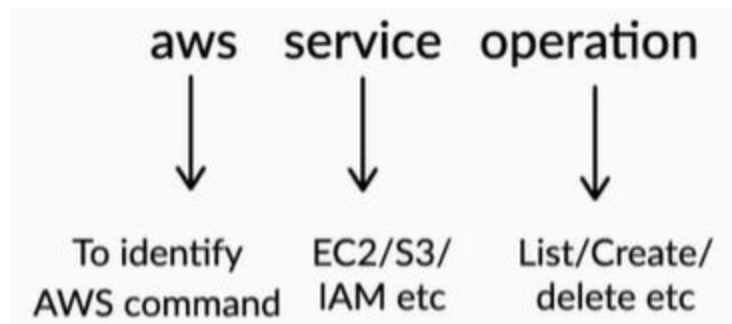 aws service operation
To identify EC2/S3/ List/Create/
AWS command IAM etc delete etc